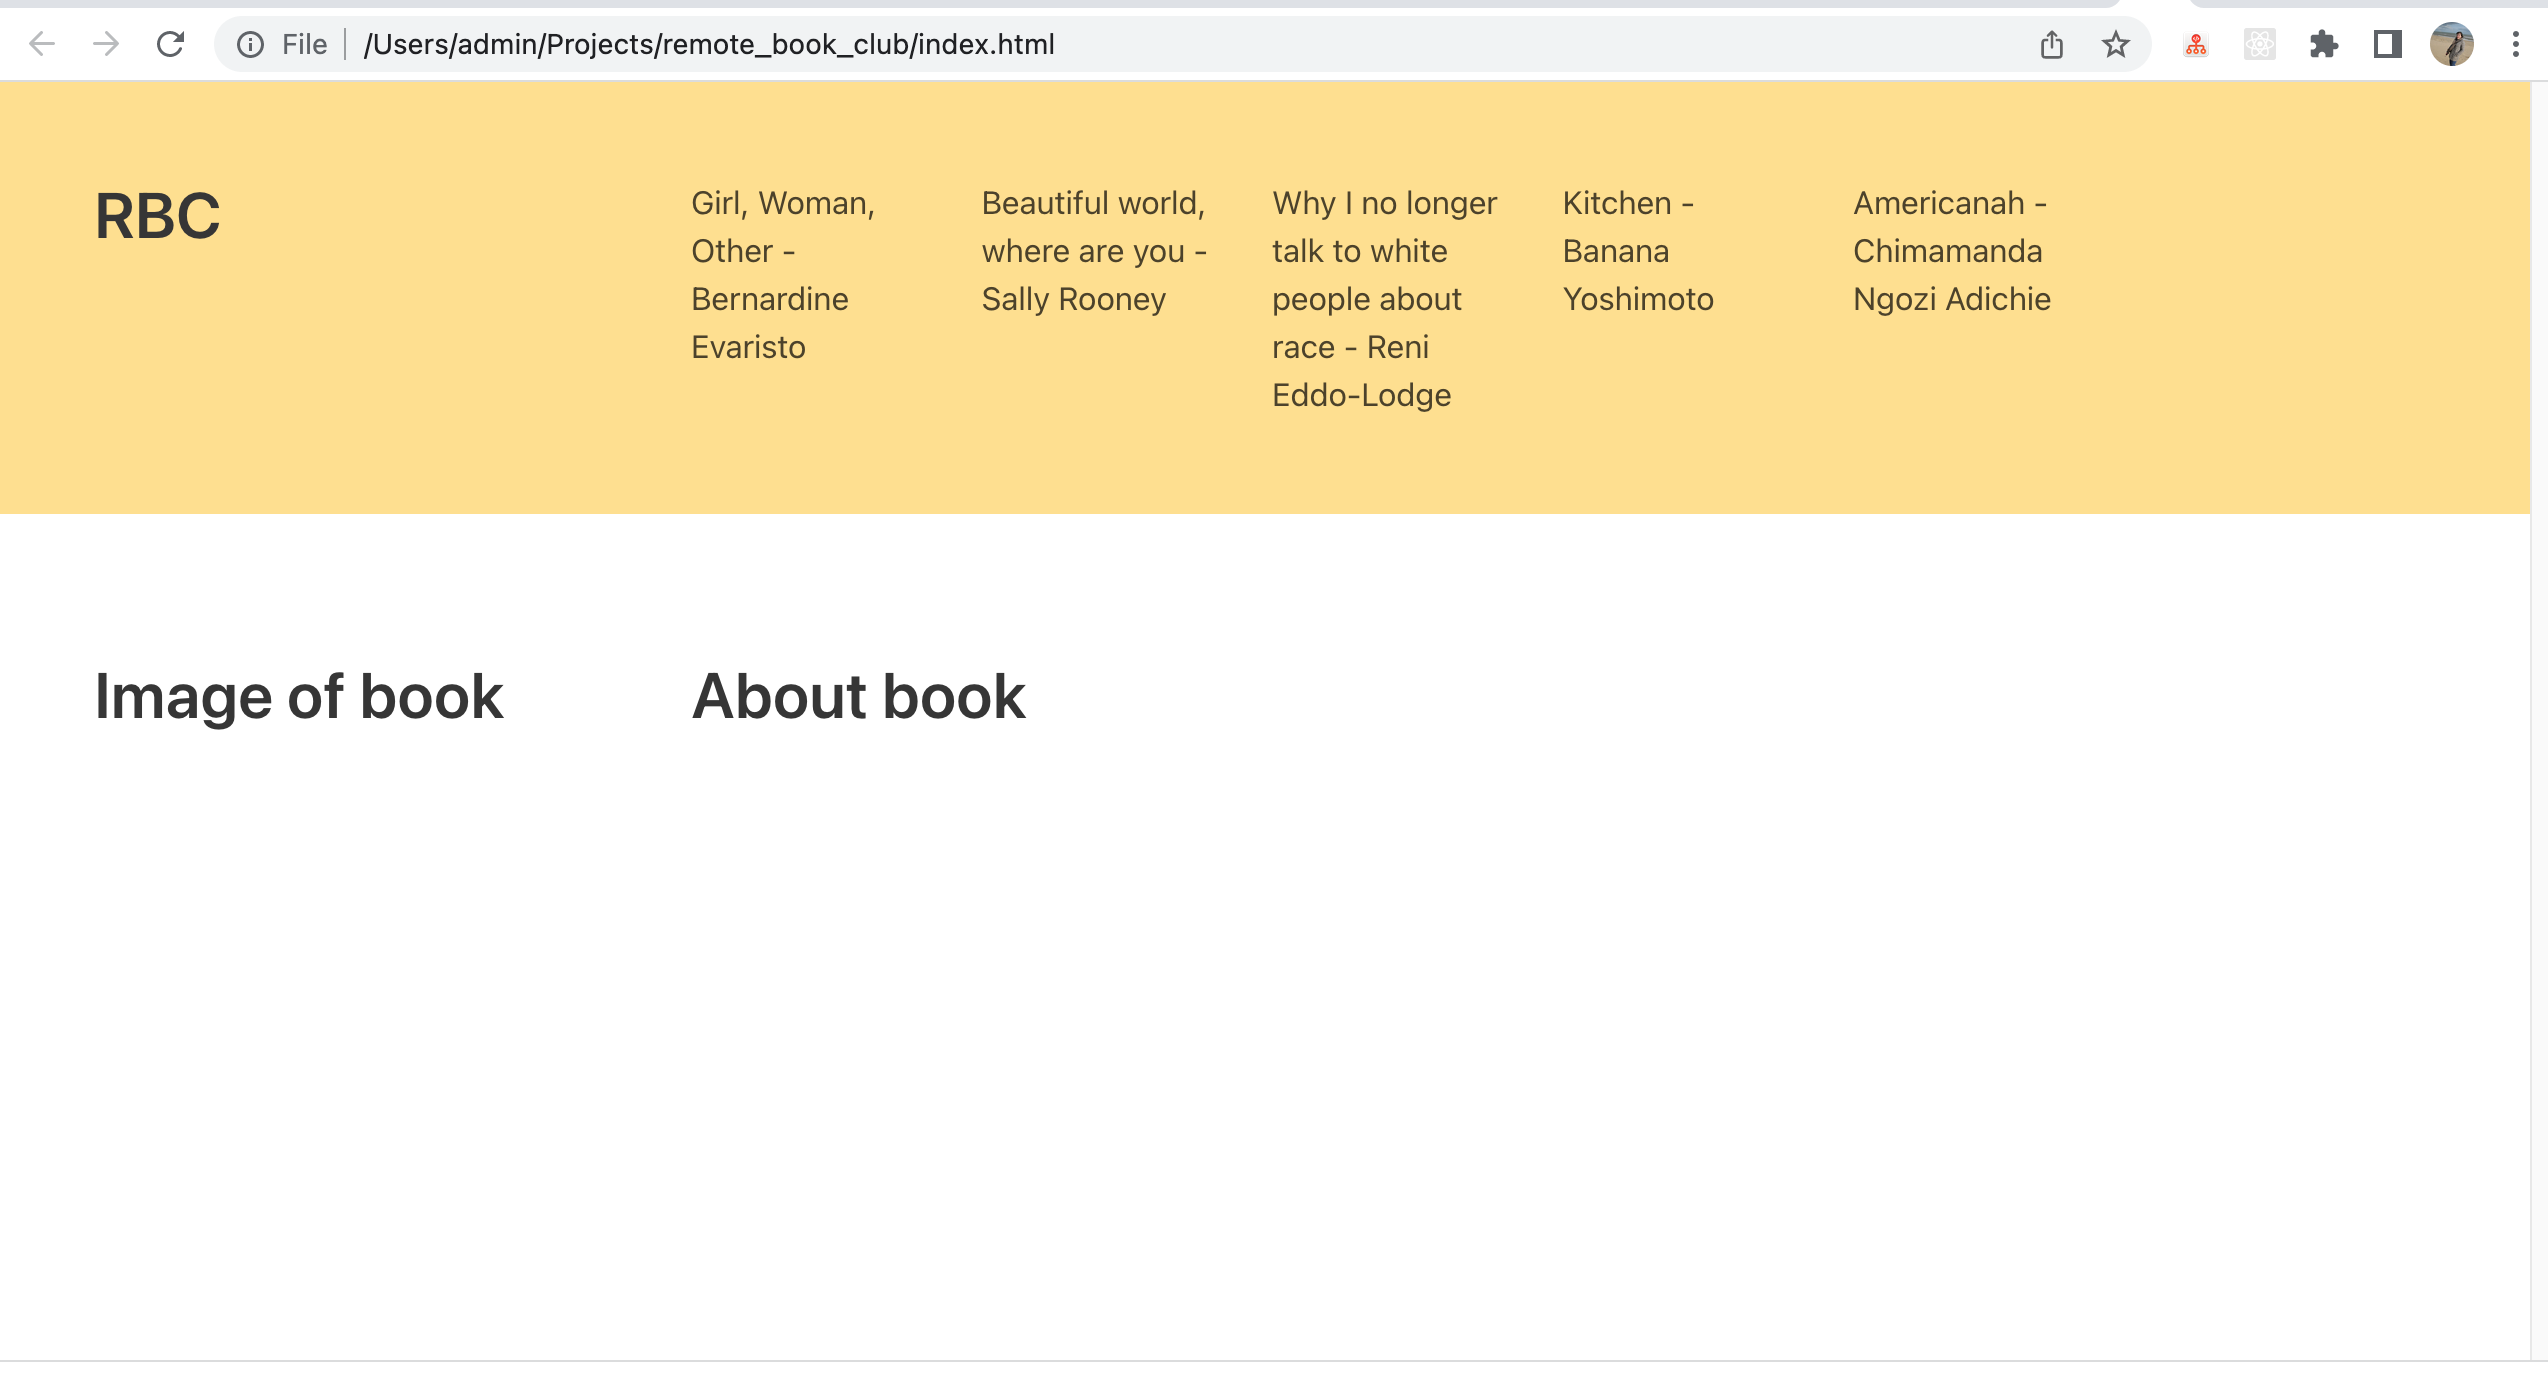 File
/Users/admin/Projects/remote_book_club/index.html
RBC
Girl, Woman,
Other -
Bernardine
Evaristo
Beautiful world,
where are you -
Sally Rooney
Why I no longer
talk to white
people about
race - Reni
Eddo-Lodge
Kitchen -
Banana
Yoshimoto
Americanah -
Chimamanda
Ngozi Adichie
Image of book
About book